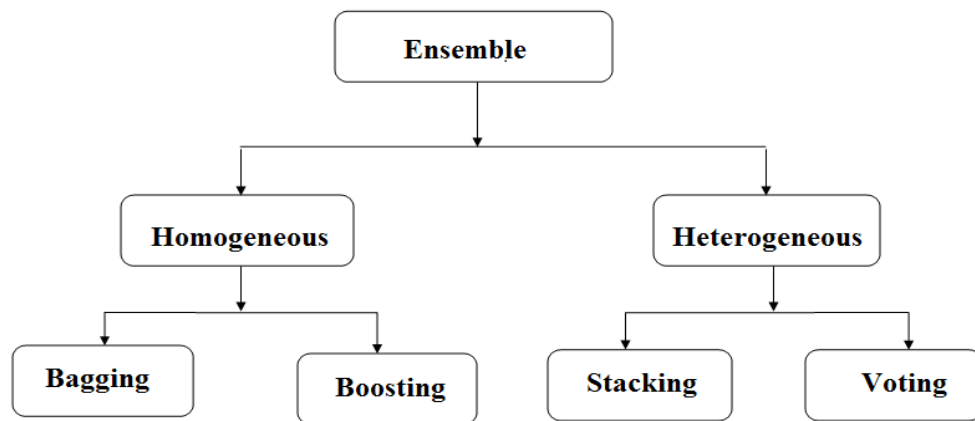 Ensemble
Homogeneous
Heterogeneous
Bagging
Boosting
Stacking
Voting